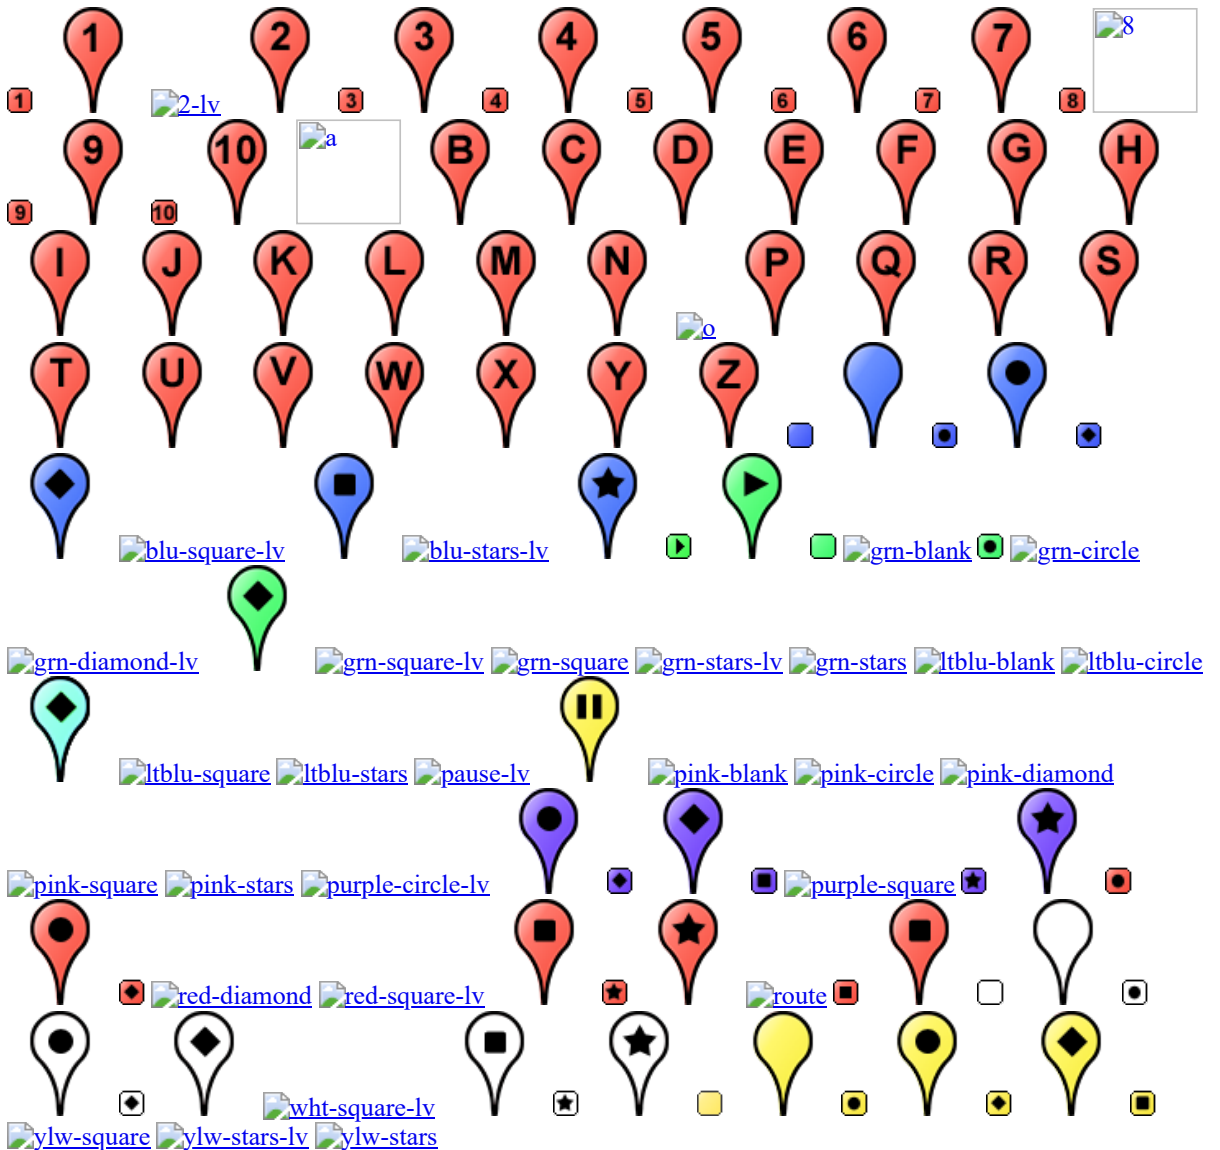 1 1 2-lv 2 3 3 4 4 5 5 6 6 7 7 8 8
9 9 10 10 a B C D E F G H
I J K L M N o P Q R S
T U V W X Y Z
blu-square-lv blu-stars-lv grn-blank grn-circle
grn-diamond-lv grn-square-lv grn-square grn-stars-lv grn-stars ltblu-blank ltblu-circle
ltblu-square ltblu-stars pause-lv pink-blank pink-circle pink-diamond
pink-square pink-stars purple-circle-lv purple-square
red-diamond red-square-lv route
wht-square-lv
ylw-square ylw-stars-lv ylw-stars